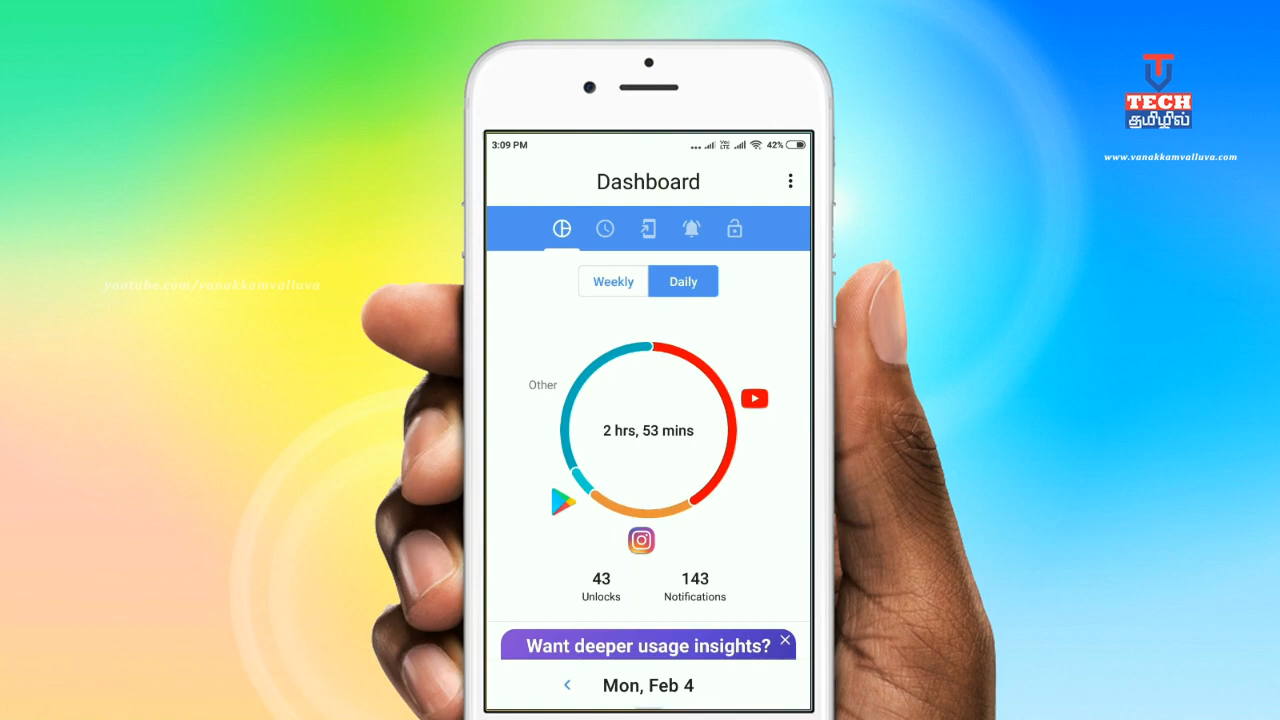 TECH
தமிழில்
www.vanakkamvalluva.com
youtube.com/vanakkamvalluva
3:09 PM
VoLTE
42%
Dashboard
Weekly Daily
Other
2 hrs, 53 mins
43 143
Unlocks Notifications
Want deeper usage insights?
Mon, Feb 4